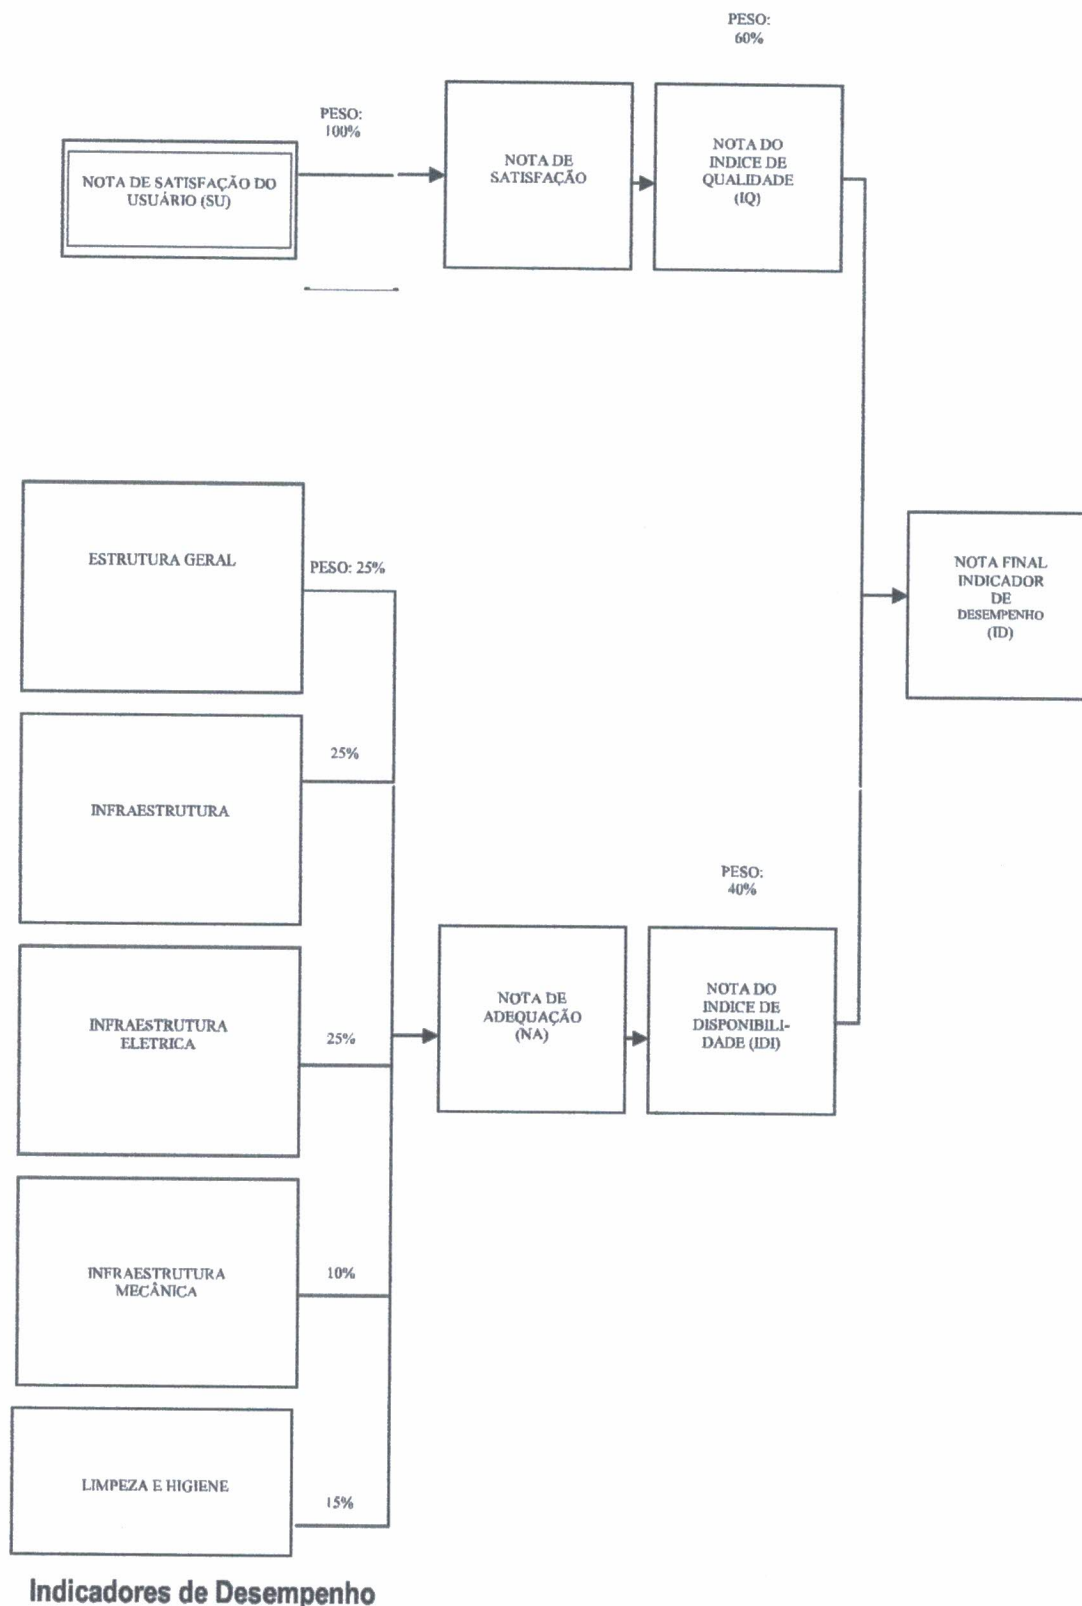 PESO:
60%
PESO:
100%
NOTA DE SATISFAÇÃO DO
USUÁRIO (SU)
NOTA DE
SATISFAÇÃO
NOTA DO
INDICE DE
QUALIDADE
(IQ)
ESTRUTURA GERAL
PESO: 25%
NOTA FINAL
INDICADOR
DE
DESEMPENHO
(ID)
25%
INFRAESTRUTURA
PESO:
40%
INFRAESTRUTURA
ELETRICA
25%
NOTA DE
ADEQUAÇÃO
(NA)
NOTA DO
INDICE DE
DISPONIBILI-
DADE (IDI)
INFRAESTRUTURA
MECÂNICA
10%
LIMPEZA E HIGIENE
15%
Indicadores de Desempenho